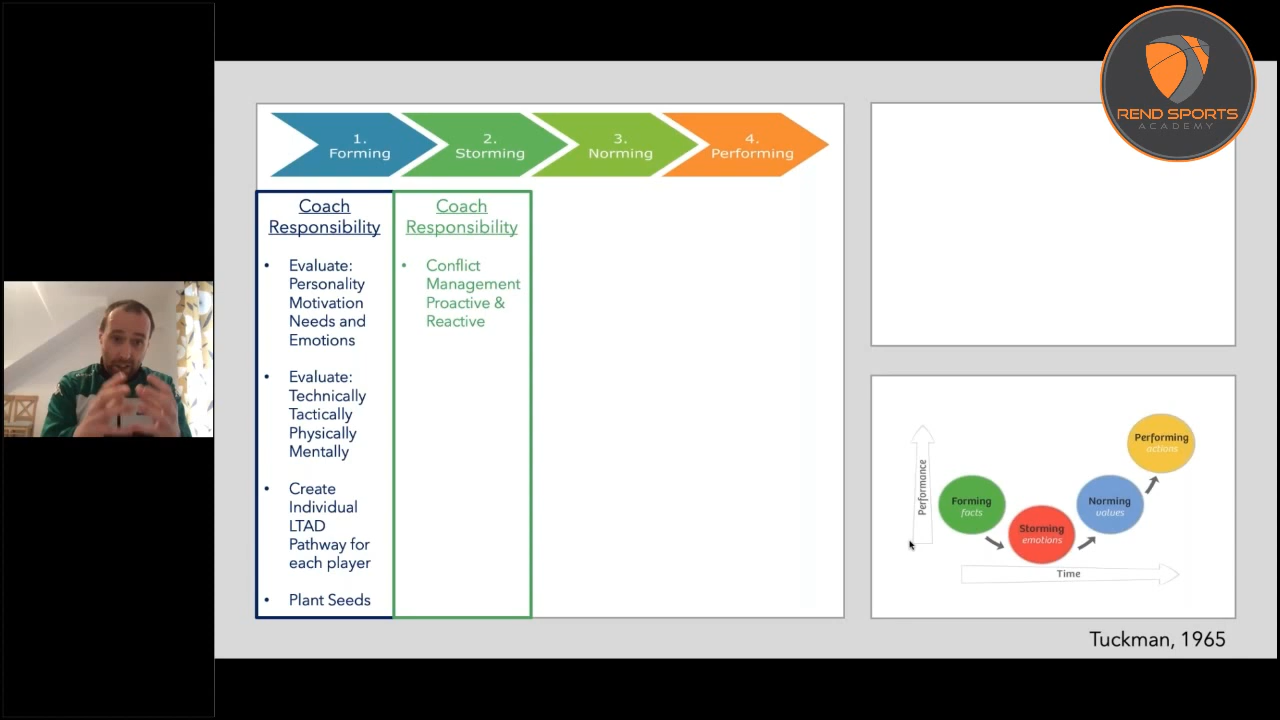 REND SPORTS
ACADEMY
1.
Forming
2.
Storming
3.
Norming
4.
Performing
Coach
Responsibility
• Evaluate:
Personality
Motivation
Needs and
Emotions
• Evaluate:
Technically
Tactically
Physically
Mentally
• Create
Individual
LTAD
Pathway for
each player
• Plant Seeds
Coach
Responsibility
• Conflict
Management
Proactive &
Reactive
Performance
Forming
facts
Storming
emotions
Norming
values
Performing
actions
Time
Tuckman, 1965